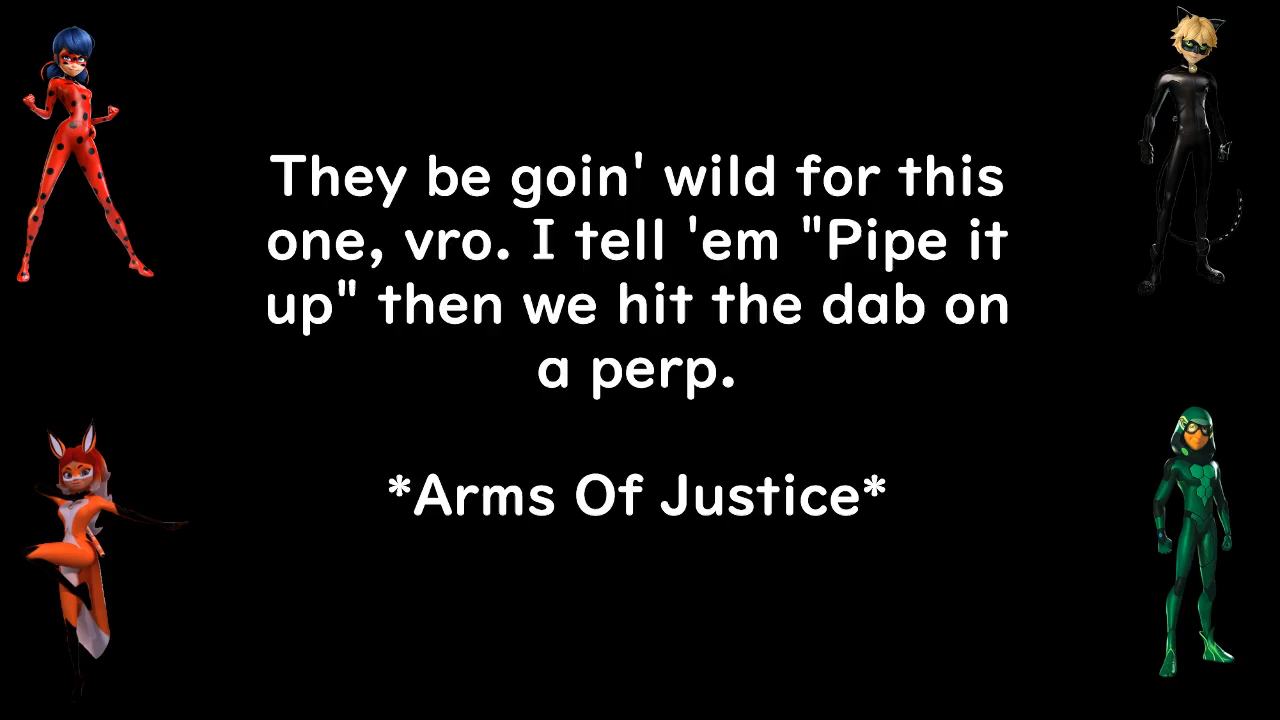 They be goin' wild for this
one, vro. I tell 'em "Pipe it
up" then we hit the dab on
a perp.
*Arms Of Justice*